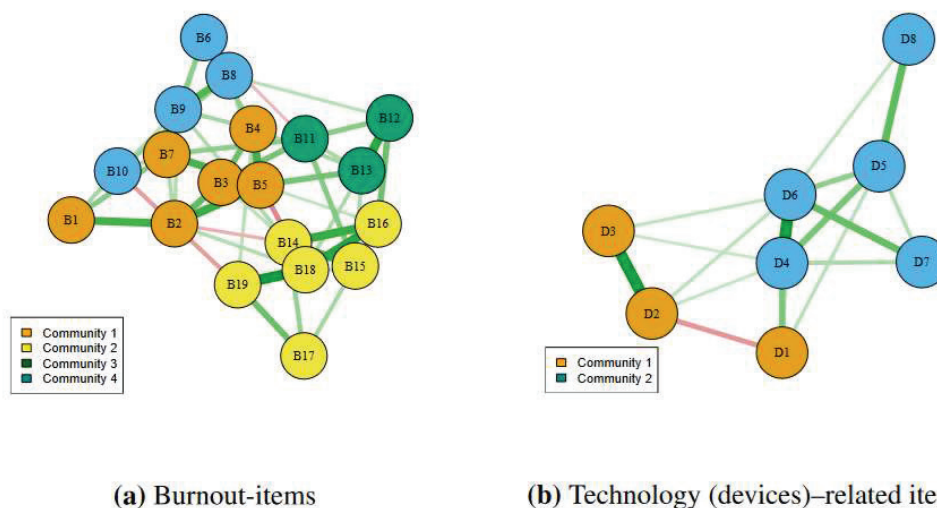 B6
B8
B12
B9
B4
B11
B7
B13
B10
B3
B5
B1
B2
B16
B14
B18
B15
B19
B17
Community 1
Community 2
Community 3
Community 4
D8
D5
D6
D3
D4
D7
D2
D1
Community 1
Community 2
(a) Burnout-items
(b) Technology (devices)–related ite